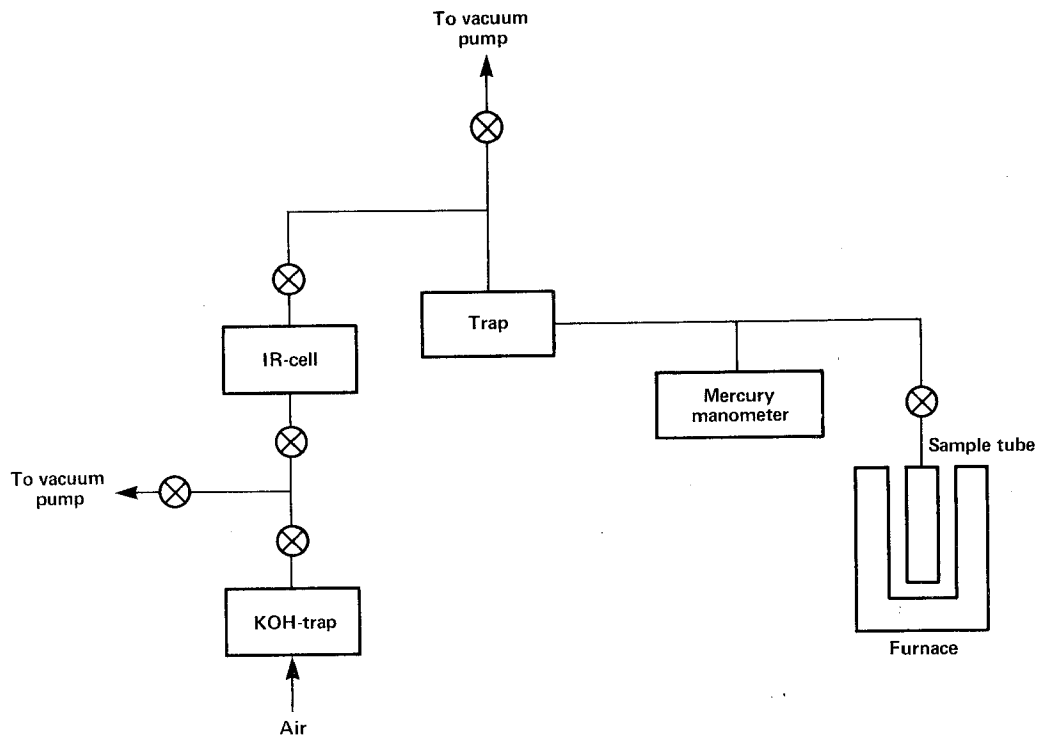 To vacuum
pump
Trap
IR-cell
Mercury
manometer
Sample tube
To vacuum
pump
KOH-trap
Furnace
Air